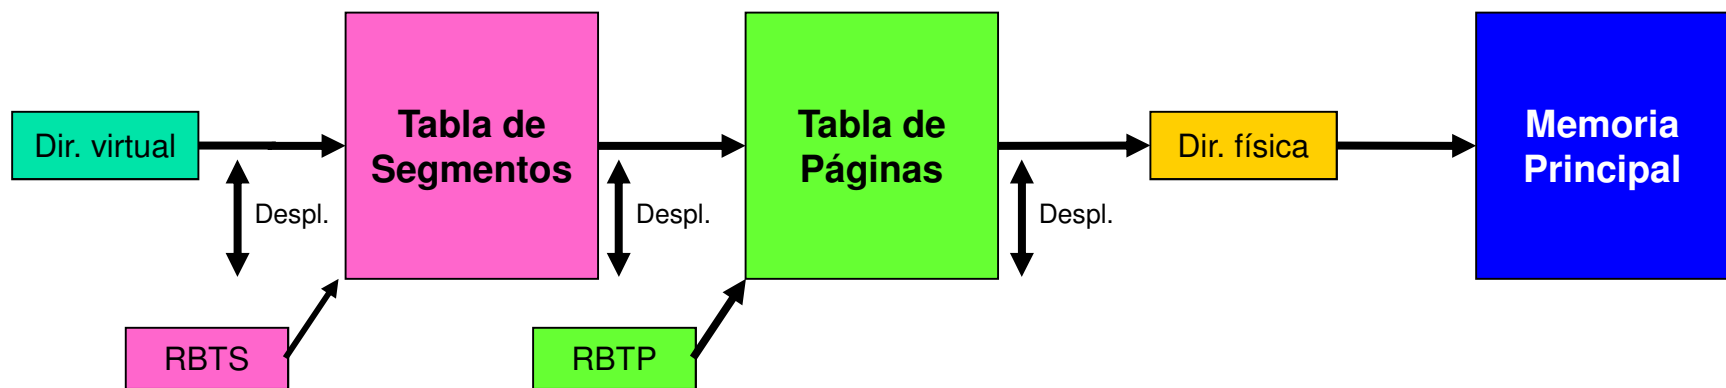 Dir. virtual
Despl.
Tabla de
Segmentos
Despl.
Tabla de
Páginas
Despl.
Dir. física
Memoria
Principal
RBTS
RBTP